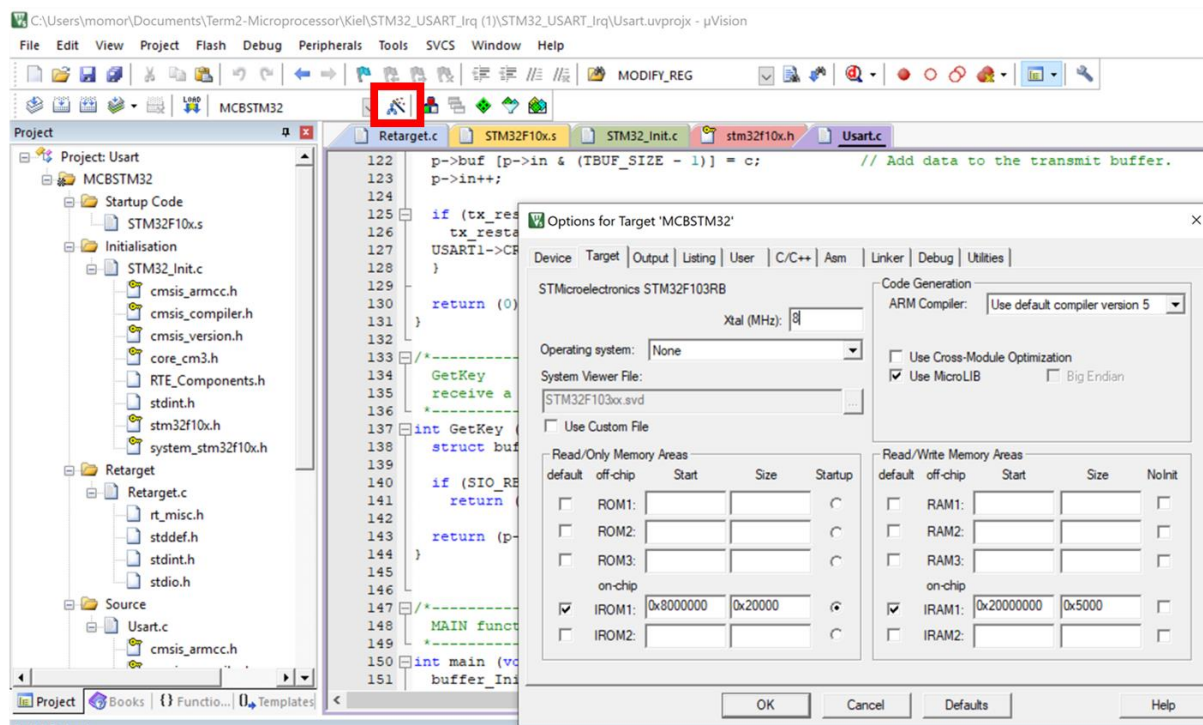 C:\Users\momor\Documents\Term2-Microprocessor\Kiel\STM32_USART_Irq (1)\STM32_USART_Irq\Usart.uvprojx - µVision
File Edit View Project Flash Debug Peripherals Tools SVCS Window Help
MODIFY_REG
LOAD MCBSTM32
Project
Retarget.c STM32F10x.s STM32_Init.c stm32f10x.h Usart.c
Project: Usart
MCBSTM32
Startup Code
STM32F10x.s
Initialisation
STM32_Init.c
cmsis_armcc.h
cmsis_compiler.h
cmsis_version.h
core_cm3.h
RTE_Components.h
stdint.h
stm32f10x.h
system_stm32f10x.h
Retarget
Retarget.c
rt_misc.h
stddef.h
stdint.h
stdio.h
Source
Usart.c
cmsis_armcc.h
Project Books {} Functio... Templates
122 p->buf [p->in & (TBUF_SIZE - 1)] = c; // Add data to the transmit buffer.
123 p->in++;
124
125 if (tx_res
126 tx_resta
127 USART1->CR
128 }
129
130 return (0)
131 }
132
133 /*----------
134 GetKey
135 receive a
136 *----------
137 int GetKey (
138 struct buf
139
140 if (SIO_RB
141 return (
142
143 return (p-
144 }
145
146
147 /*----------
148 MAIN funct
149 *----------
150 int main (vo
151 buffer_Ini
Options for Target 'MCBSTM32'
Device Target Output Listing User C/C++ Asm Linker Debug Utilities
STMicroelectronics STM32F103RB
Xtal (MHz): 8
Operating system: None
System Viewer File:
STM32F103xx.svd ...
Use Custom File
Code Generation
ARM Compiler: Use default compiler version 5
Use Cross-Module Optimization
Use MicroLIB Big Endian
Read/Only Memory Areas
default off-chip Start Size Startup
ROM1:
ROM2:
ROM3:
on-chip
IROM1: 0x8000000 0x20000
IROM2:
Read/Write Memory Areas
default off-chip Start Size NoInit
RAM1:
RAM2:
RAM3:
on-chip
IRAM1: 0x20000000 0x5000
IRAM2:
OK Cancel Defaults Help